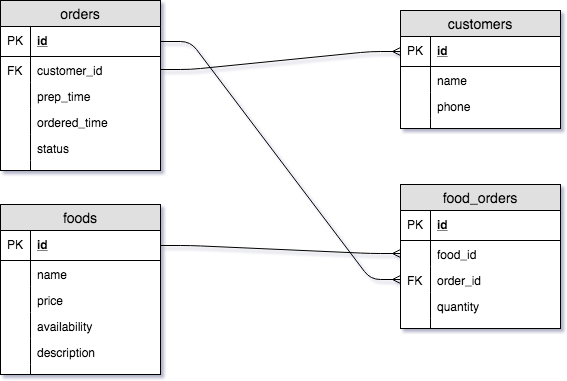 orders
PK id
FK customer_id
prep_time
ordered_time
status
customers
PK id
name
phone
foods
PK id
name
price
availability
description
food_orders
PK id
food_id
FK order_id
quantity